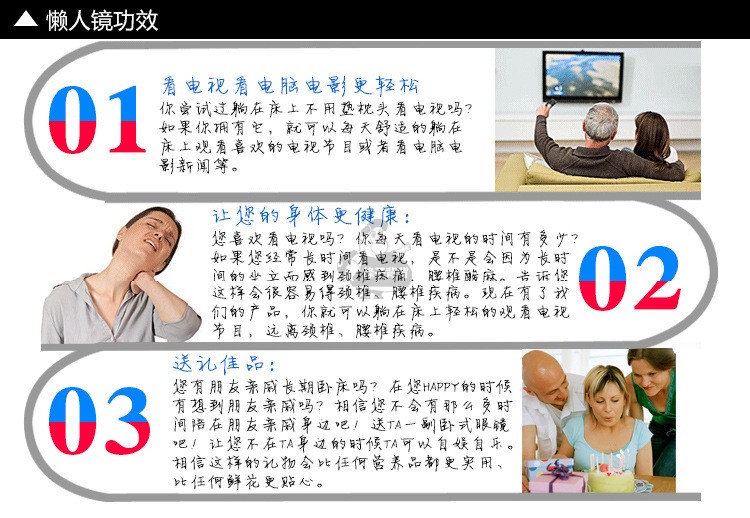 懒人镜功效
01
看电视看电脑电影更轻松
你尝试过躺在床上不用垫枕头看电视吗?
如果你拥有它，就可以每天舒适的躺在
床上观看喜欢的电视节目或者看电脑电
影新闻等。
02
让您的身体更健康：
您喜欢看电视吗? 你每天看电视的时间有多少?
如果您经常长时间看电视，是不是会因为长时
间的坐立而感到颈椎疾痛、腰椎酸麻。告诉您
这样会很容易得颈椎、腰椎疾病。现在有了我
们的产品，你就可以躺在床上轻松的观看电视
节目，远离颈椎、腰椎疾病。
03
送礼佳品：
您有朋友亲戚长期卧床吗? 在您HAPPY的时候
有想到朋友亲戚吗? 相信您不会有那么多时
间陪在朋友亲戚身边吧! 送TA一副卧式眼镜
吧! 让您不在TA身边的时候TA可以自娱自乐。
相信这样的礼物会比任何营养品都更实用、
比任何鲜花更贴心。